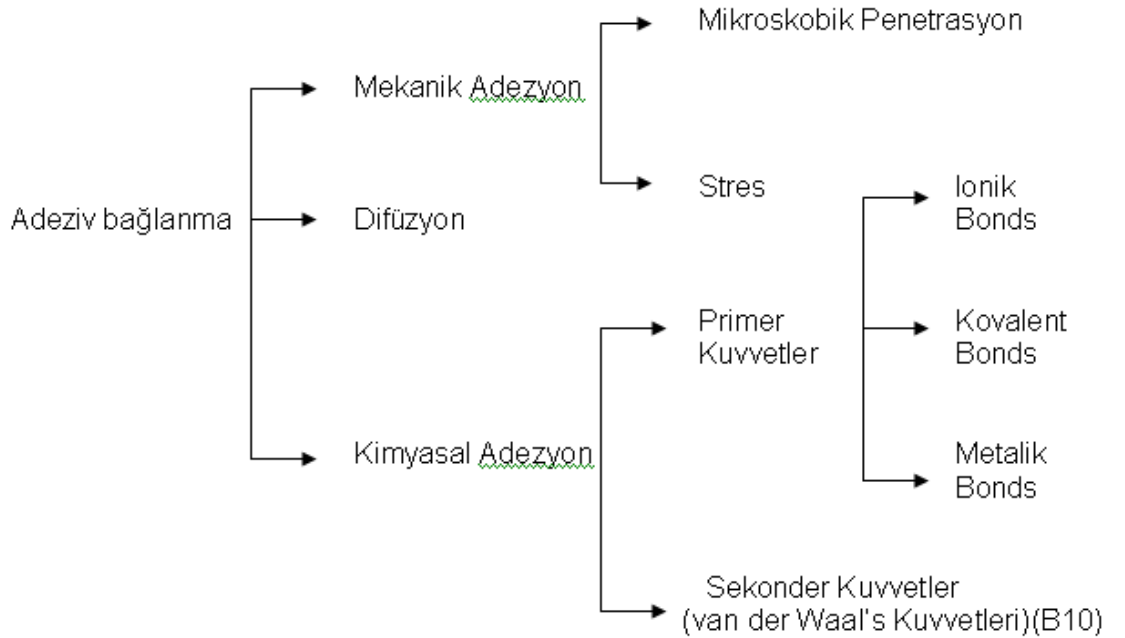 Mikroskobik Penetrasyon
Mekanik Adezyon
Stres
Ionik
Bonds
Adeziv bağlanma
Difüzyon
Primer
Kuvvetler
Kovalent
Bonds
Kimyasal Adezyon
Metalik
Bonds
Sekonder Kuvvetler
(van der Waal's Kuvvetleri)(B10)